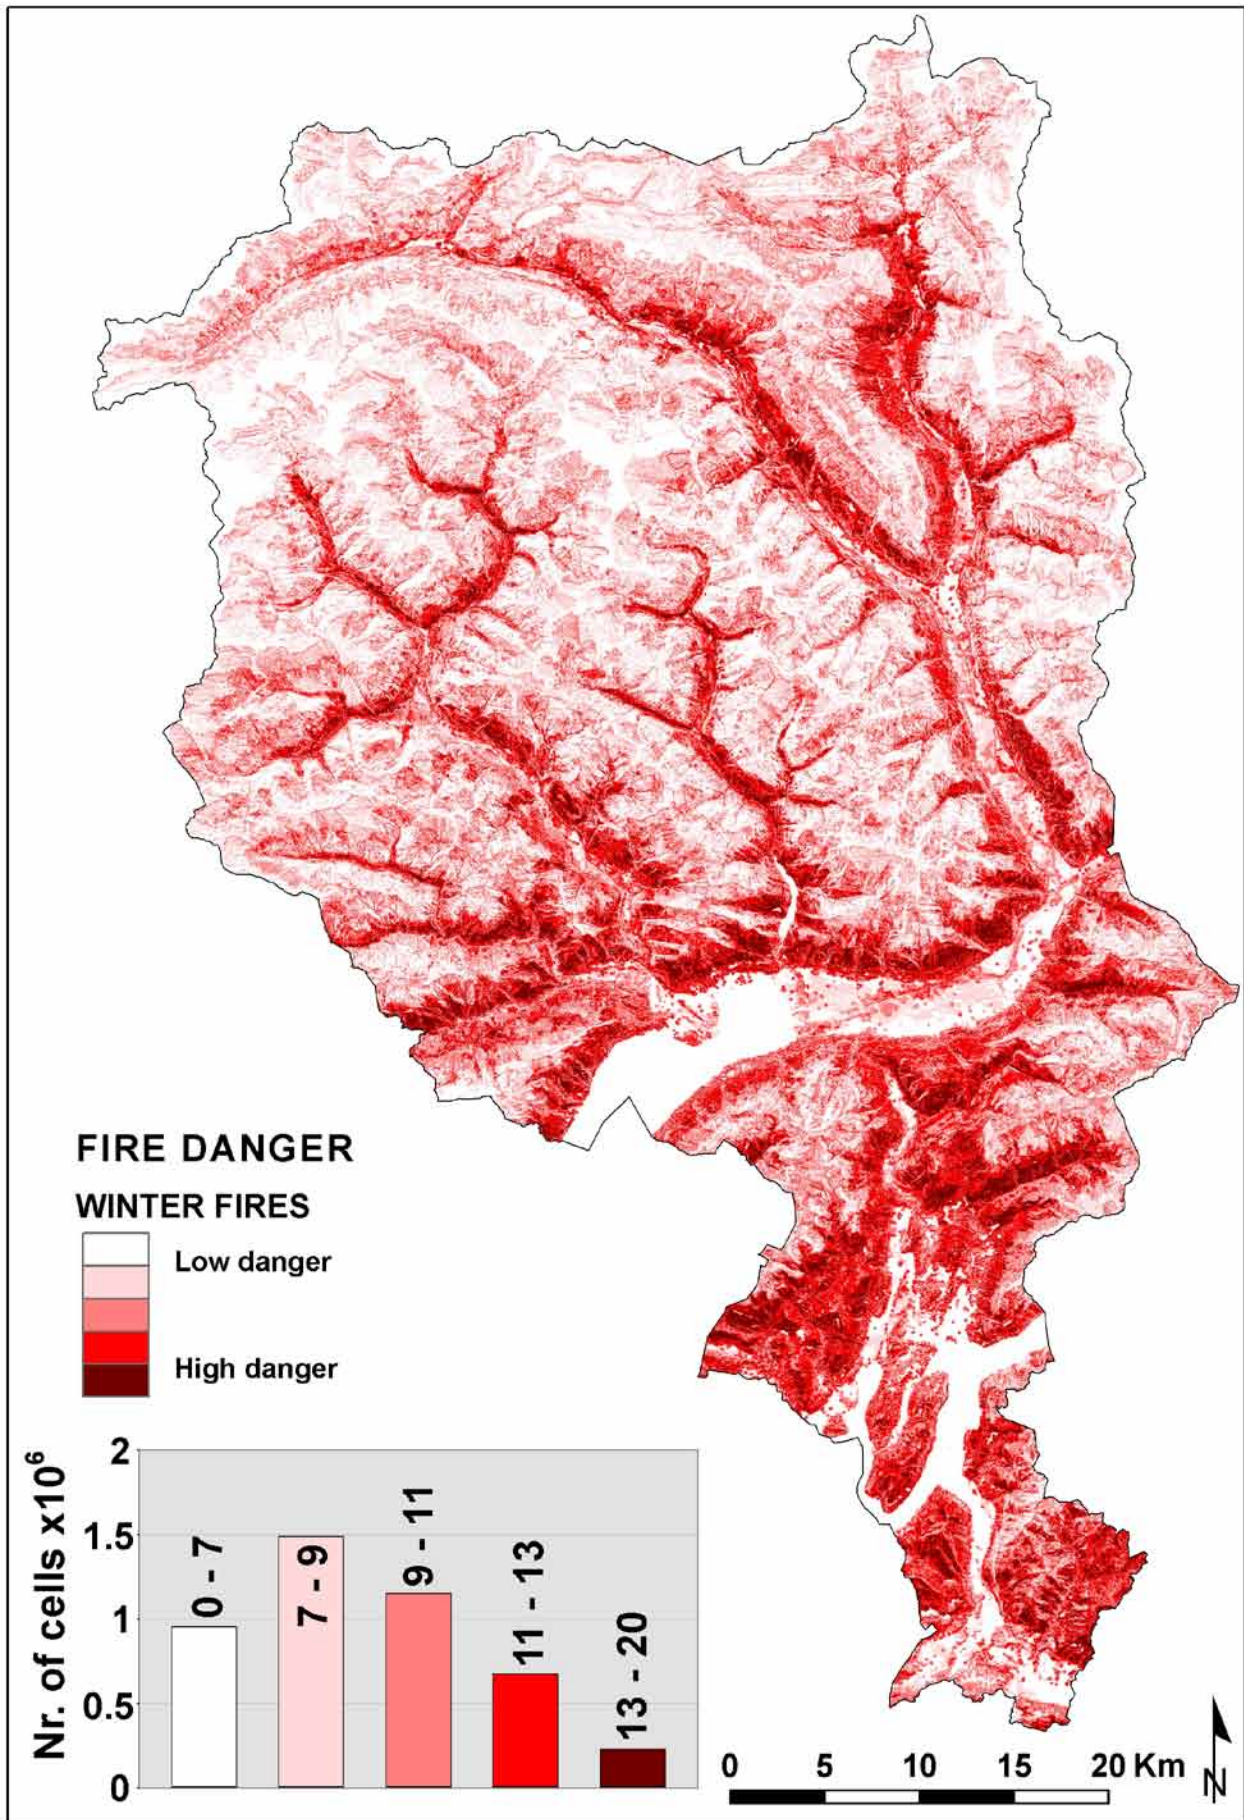 FIRE DANGER
WINTER FIRES
Low danger
High danger
Nr. of cells x10⁶
2
1.5
1
0.5
0
0 - 7
7 - 9
9 - 11
11 - 13
13 - 20
0 5 10 15 20 Km
N